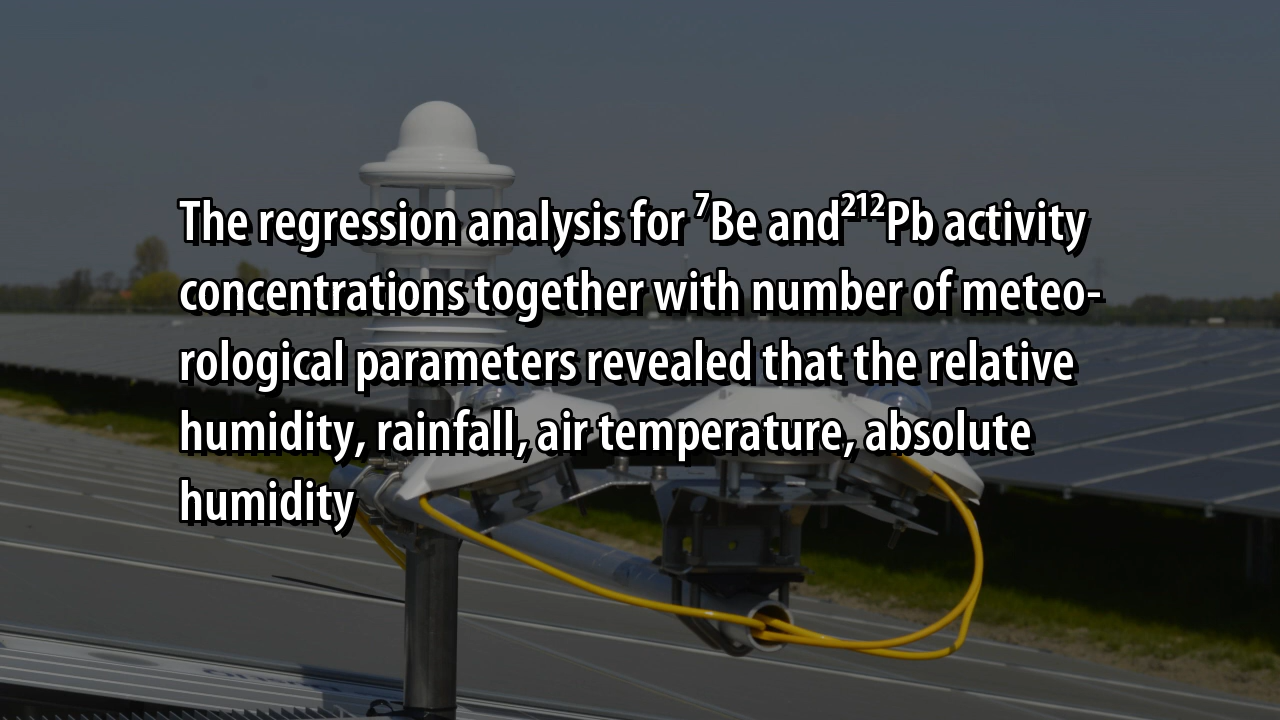 The regression analysis for ⁷Be and²¹²Pb activity
concentrations together with number of meteo-
rological parameters revealed that the relative
humidity, rainfall, air temperature, absolute
humidity